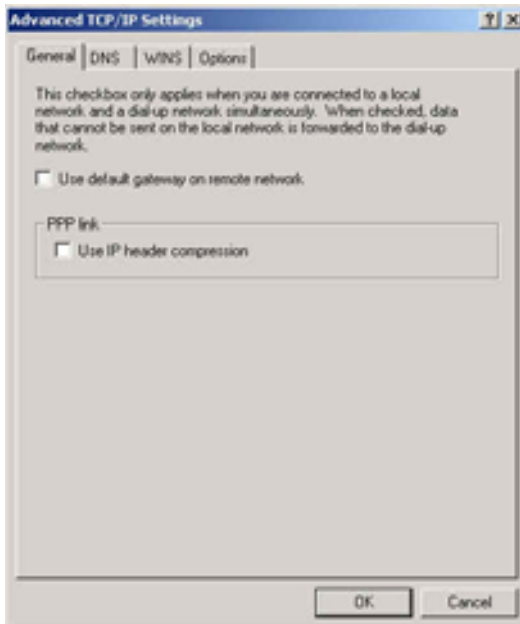 Advanced TCP/IP Settings
General DNS WINS Options
This checkbox only applies when you are connected to a local
network and a dial-up network simultaneously. When checked, data
that cannot be sent on the local network is forwarded to the dial-up
network.
Use default gateway on remote network
PPP link
Use IP header compression
OK Cancel